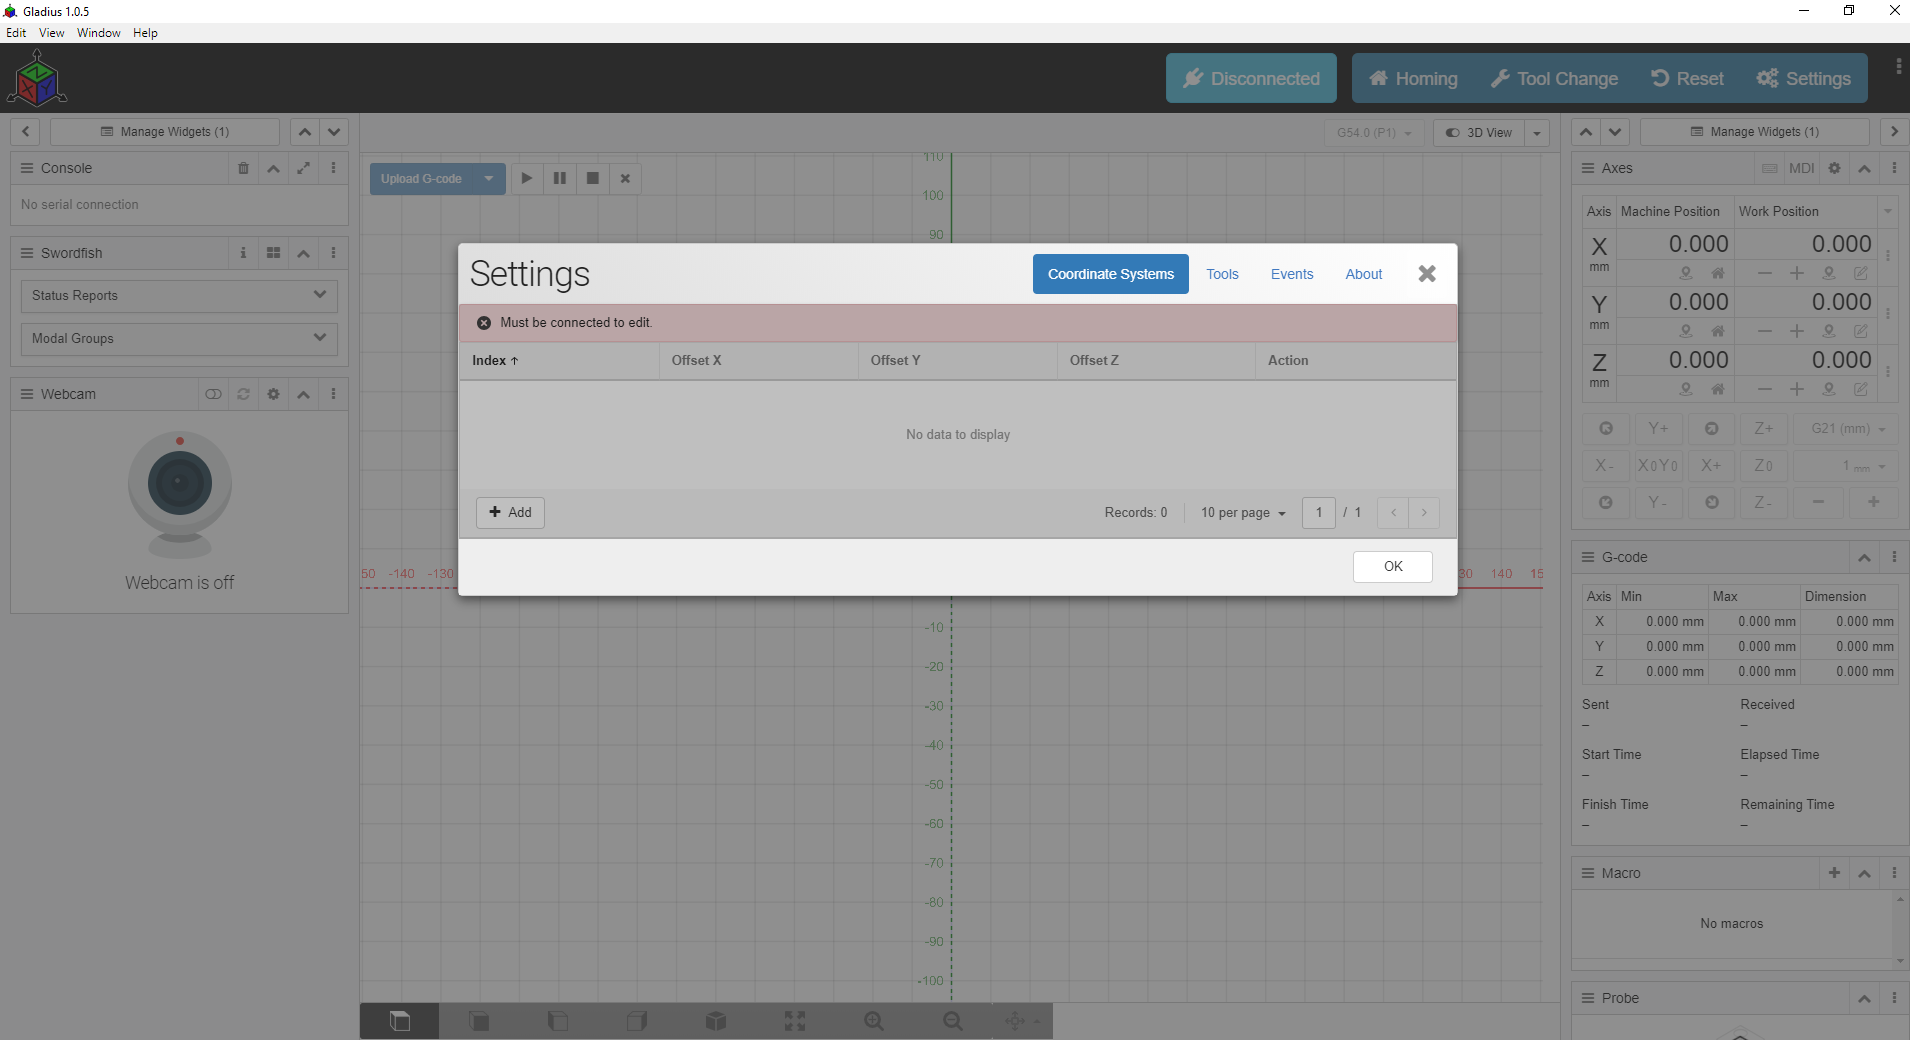 Gladius 1.0.5
Edit View Window Help
Disconnected Homing Tool Change Reset Settings
Manage Widgets (1)
Console
No serial connection
Swordfish
Status Reports
Modal Groups
Webcam
Webcam is off
G54.0 (P1) 3D View
Upload G-code
110
100
90
50 -140 -130
30 140 15
-10
-20
-30
-40
-50
-60
-70
-80
-90
-100
Settings
Coordinate Systems Tools Events About
Must be connected to edit.
Index Offset X Offset Y Offset Z Action
No data to display
Add
Records: 0 10 per page 1 / 1
OK
Manage Widgets (1)
Axes MDI
Axis Machine Position Work Position
X 0.000 0.000
mm
Y 0.000 0.000
mm
Z 0.000 0.000
mm
Y+ Z+ G21 (mm)
X- X0Y0 X+ Z0 1 mm
Y- Z-
G-code
Axis Min Max Dimension
X 0.000 mm 0.000 mm 0.000 mm
Y 0.000 mm 0.000 mm 0.000 mm
Z 0.000 mm 0.000 mm 0.000 mm
Sent Received
– –
Start Time Elapsed Time
– –
Finish Time Remaining Time
– –
Macro
No macros
Probe